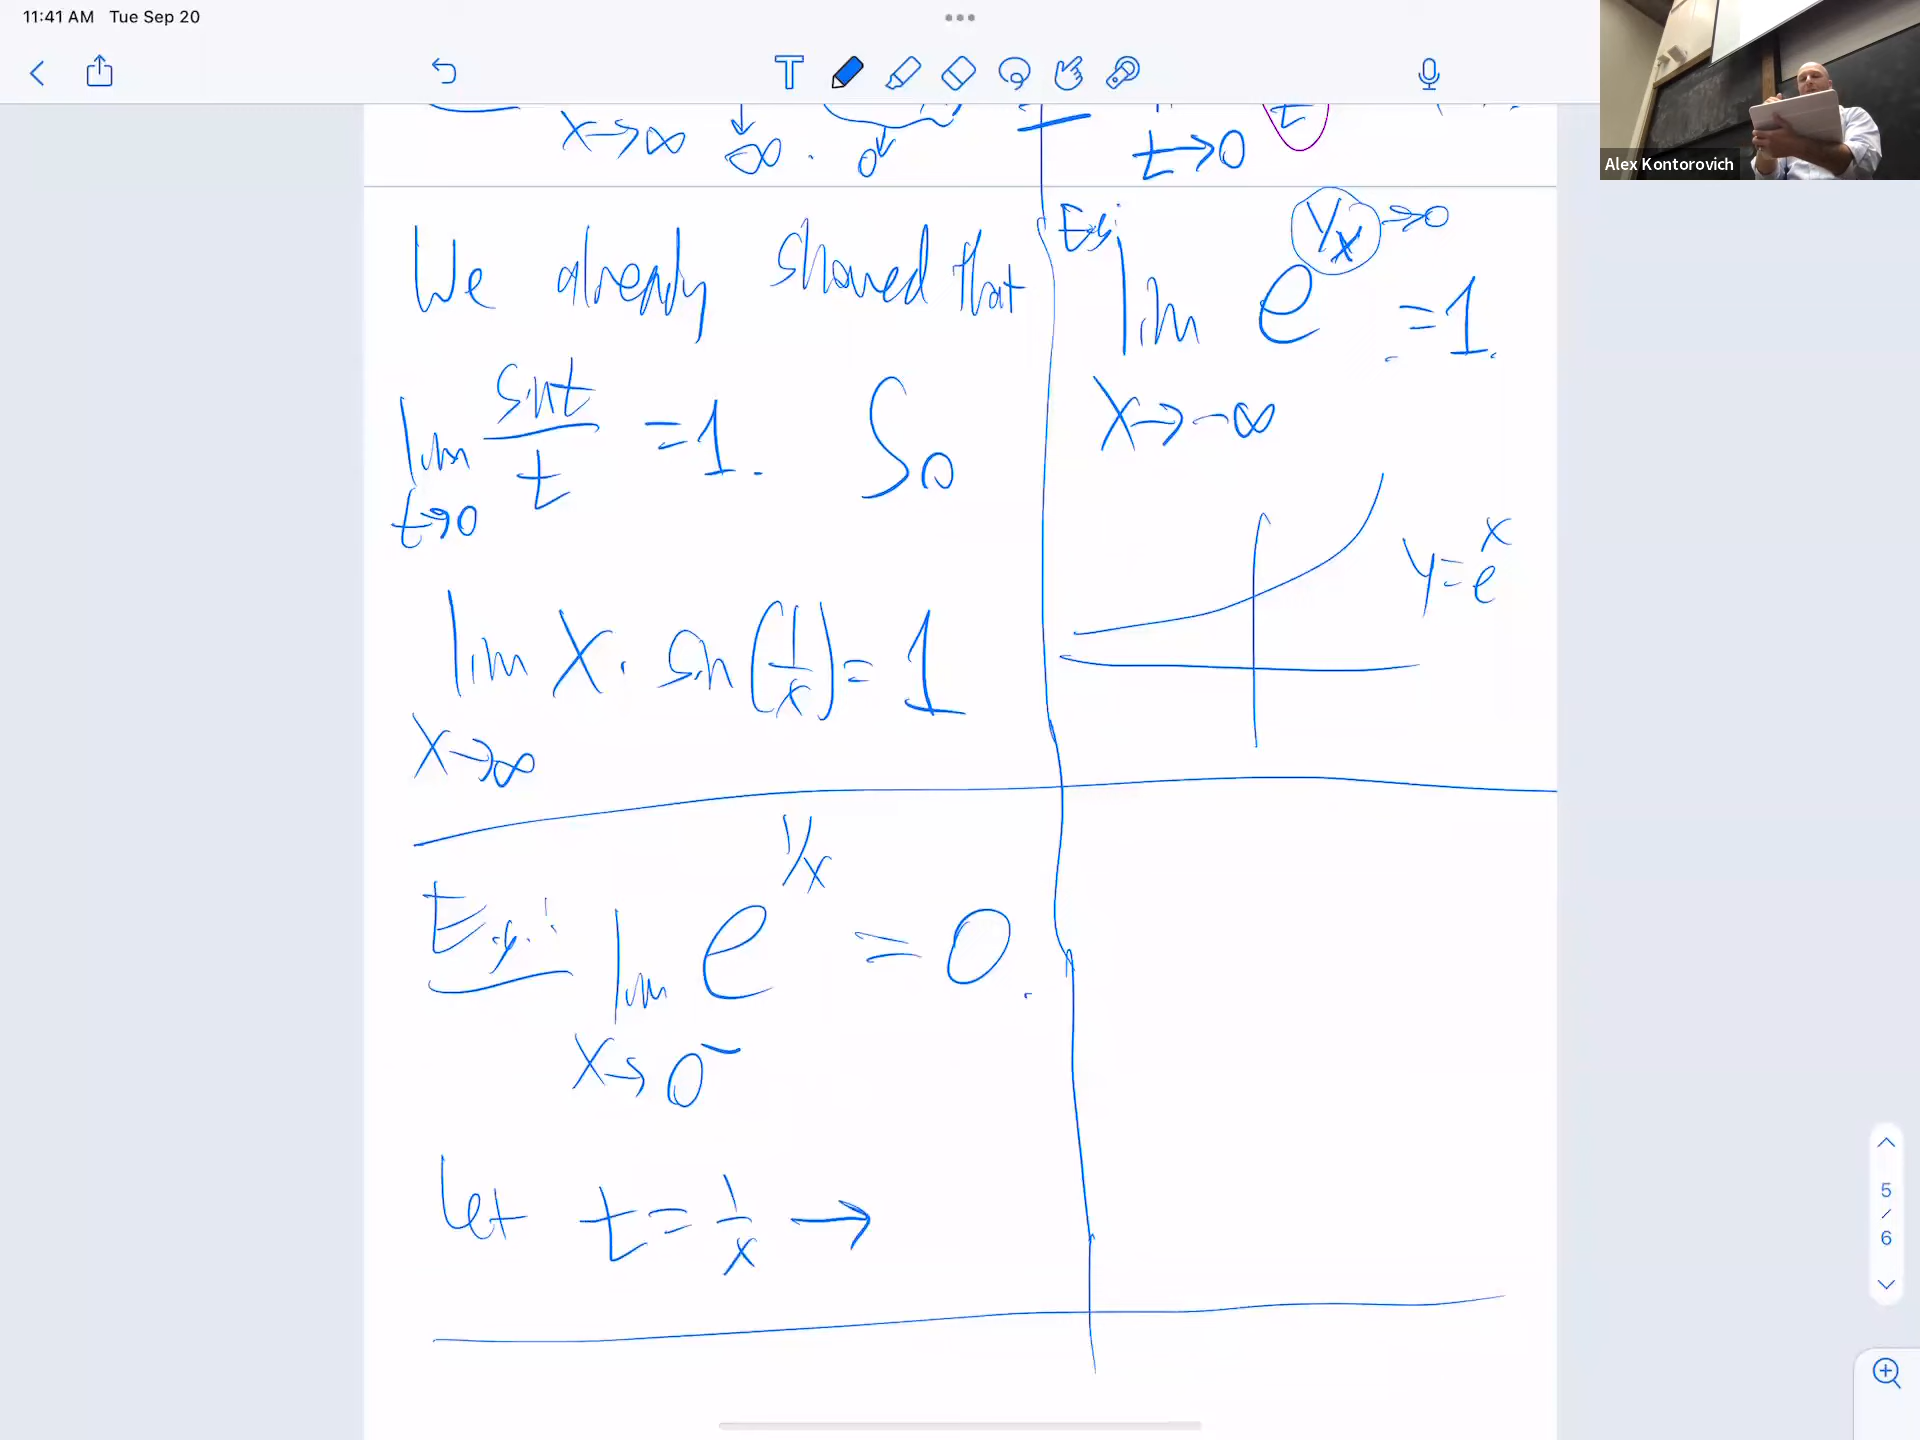 11:41 AM Tue Sep 20
T
Alex Kontorovich
x→∞ ∞ . 0
t→0 t
We already showed that
lim sin t / t = 1. So
t→0
lim x · sin(1/x) = 1
x→∞
Eg: 1/x →0
lim e = 1.
x→-∞
y = e^x
Eg: lim e^1/x = 0.
x→0⁻
let t = 1/x →
5
/
6